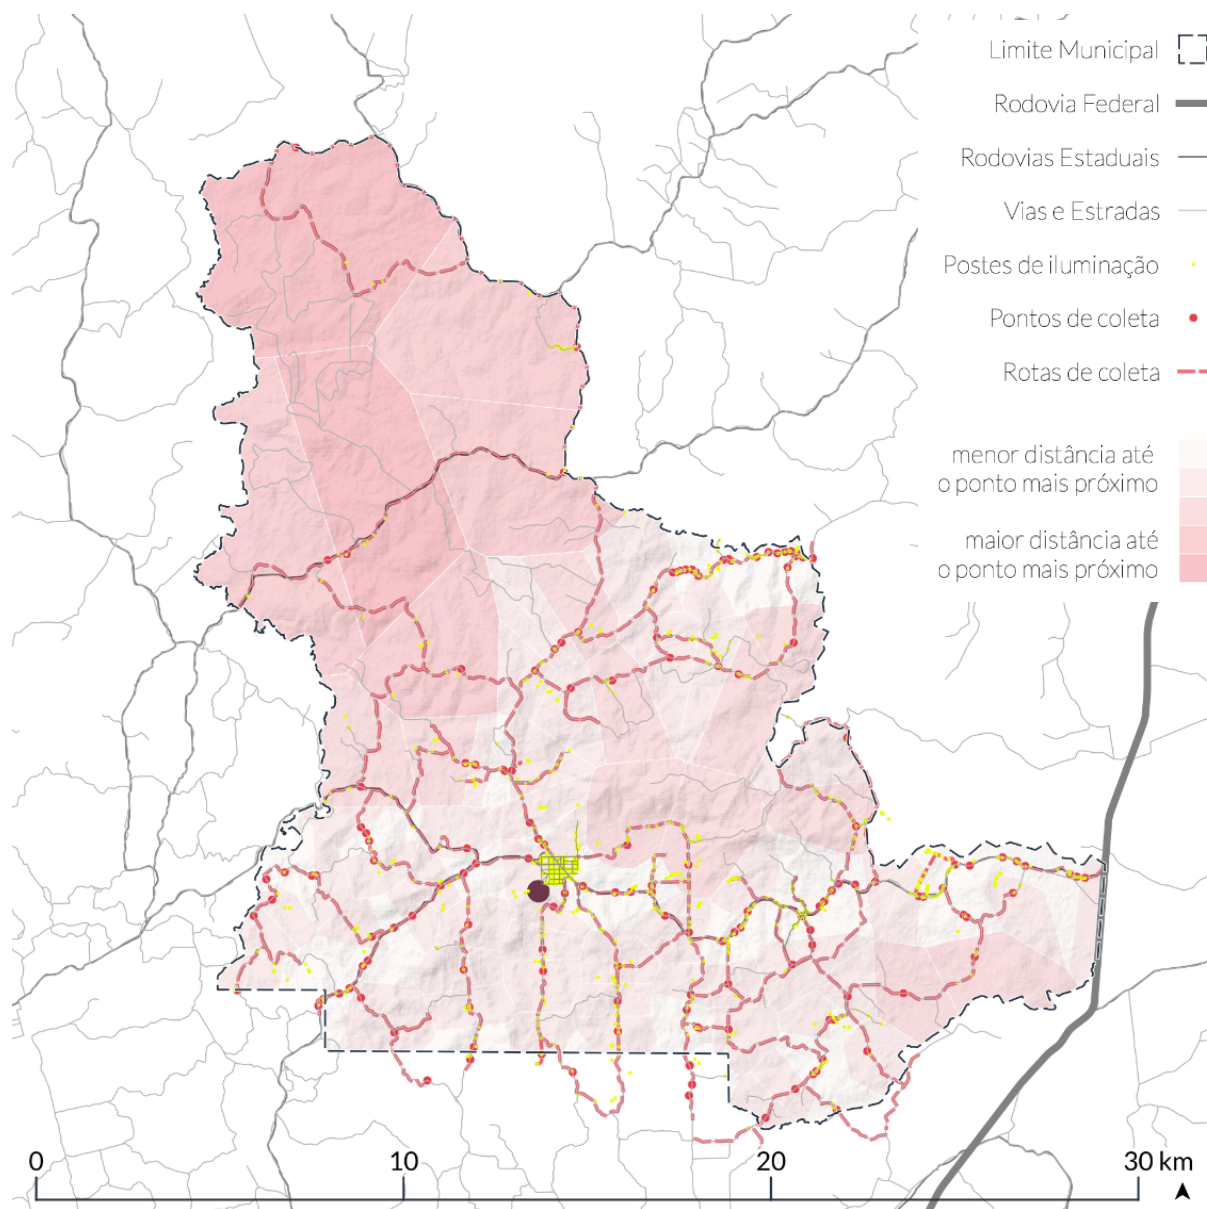 Limite Municipal
Rodovia Federal
Rodovias Estaduais
Vias e Estradas
Postes de iluminação
Pontos de coleta
Rotas de coleta
menor distância até
o ponto mais próximo
maior distância até
o ponto mais próximo
0 10 20 30 km